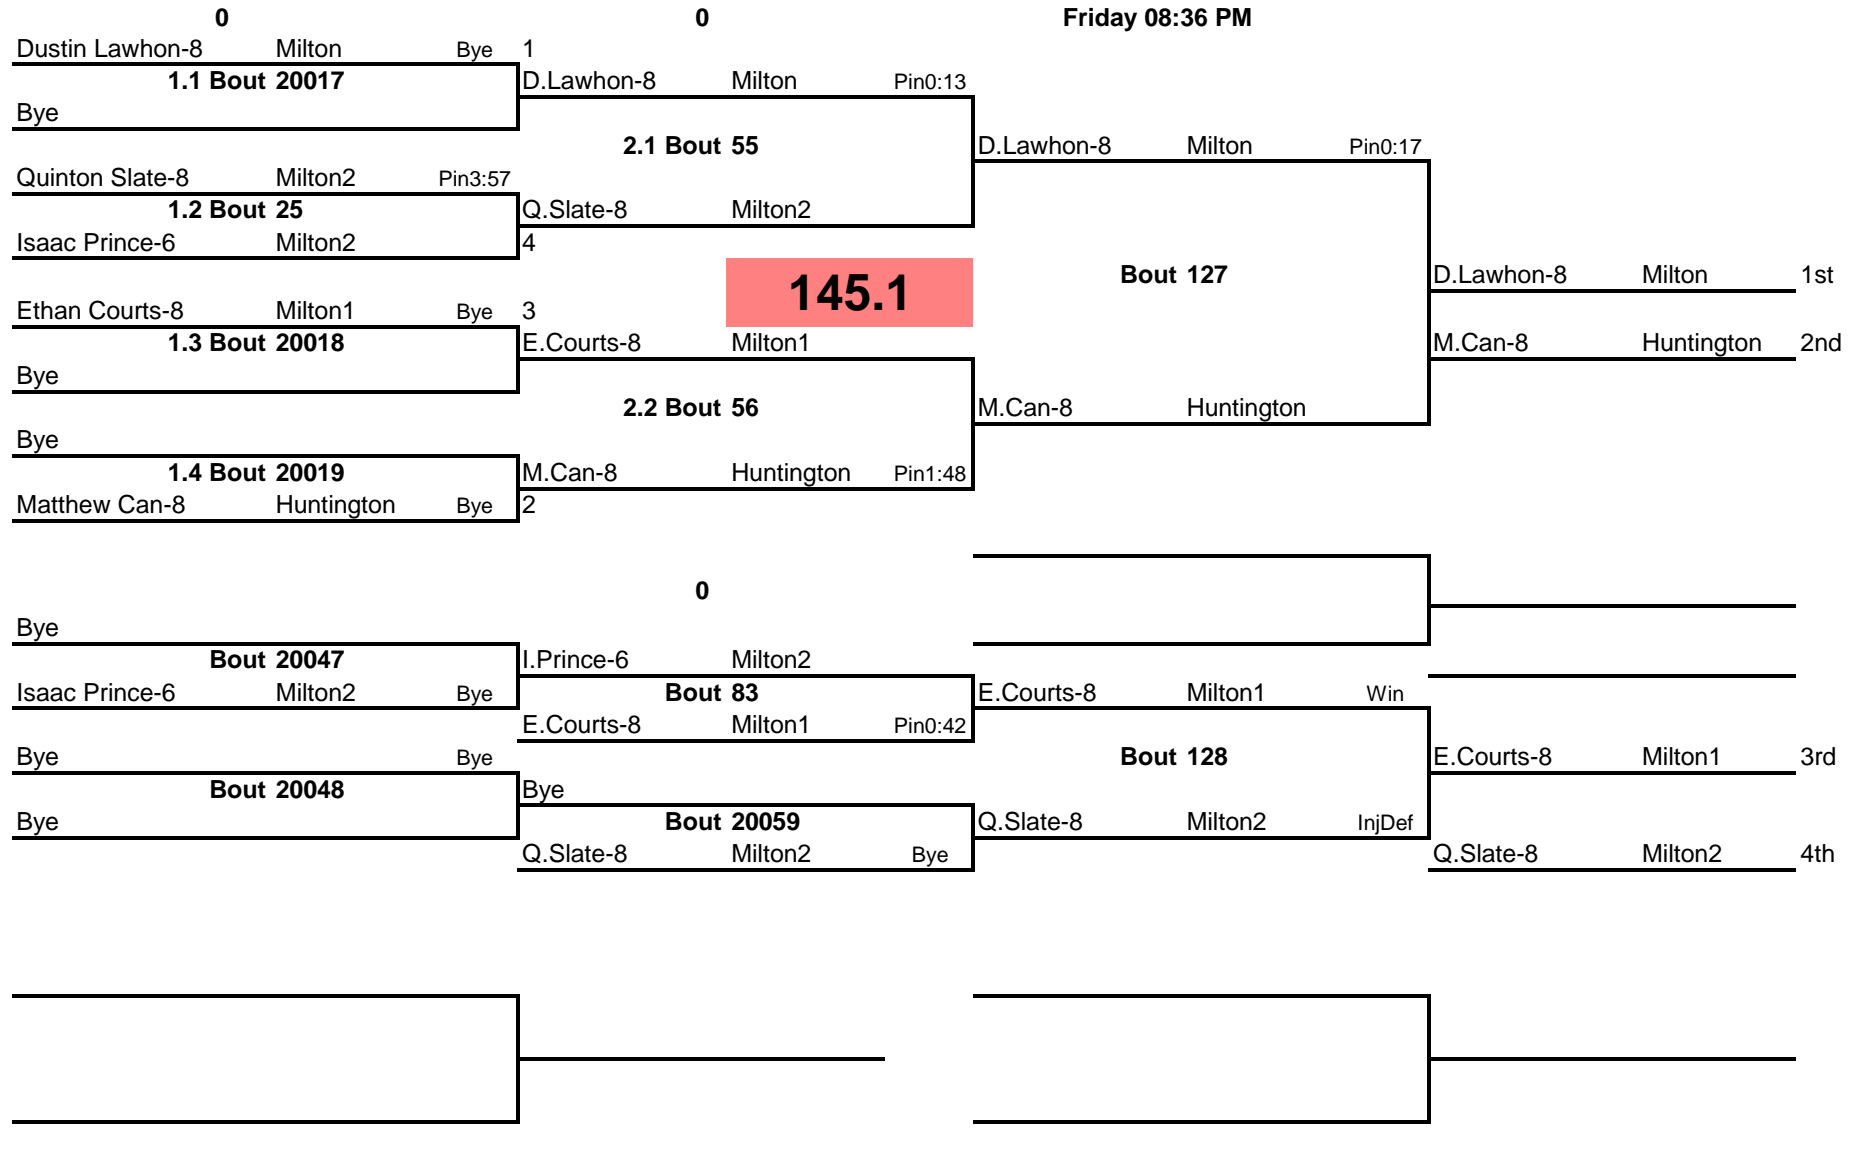 0 0 Friday 08:36 PM
Dustin Lawhon-8 Milton Bye 1
1.1 Bout 20017 D.Lawhon-8 Milton Pin0:13
Bye
2.1 Bout 55 D.Lawhon-8 Milton Pin0:17
Quinton Slate-8 Milton2 Pin3:57
1.2 Bout 25 Q.Slate-8 Milton2
Isaac Prince-6 Milton2 4
145.1 Bout 127 D.Lawhon-8 Milton 1st
Ethan Courts-8 Milton1 Bye 3
1.3 Bout 20018 E.Courts-8 Milton1 M.Can-8 Huntington 2nd
Bye
2.2 Bout 56 M.Can-8 Huntington
Bye
1.4 Bout 20019 M.Can-8 Huntington Pin1:48
Matthew Can-8 Huntington Bye 2
0
Bye
Bout 20047 I.Prince-6 Milton2
Isaac Prince-6 Milton2 Bye Bout 83 E.Courts-8 Milton1 Win
E.Courts-8 Milton1 Pin0:42
Bye Bye Bout 128 E.Courts-8 Milton1 3rd
Bout 20048 Bye
Bye Bout 20059 Q.Slate-8 Milton2 InjDef
Q.Slate-8 Milton2 Bye Q.Slate-8 Milton2 4th